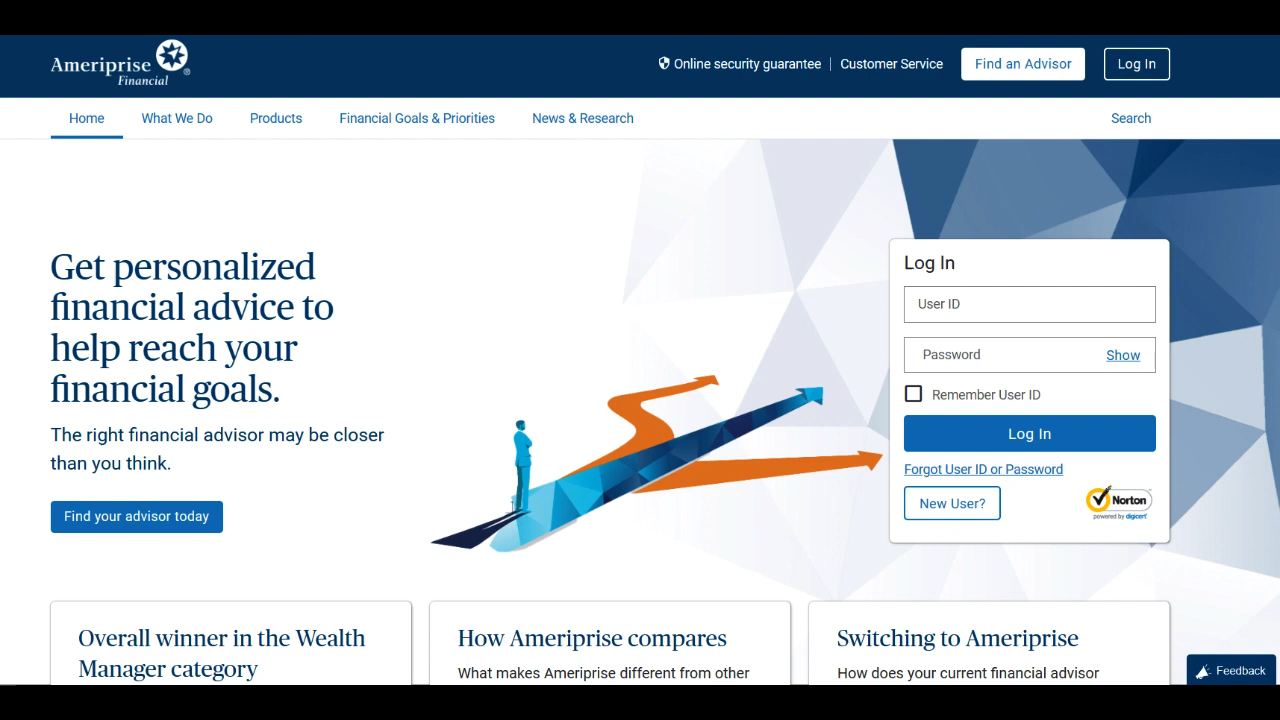 Ameriprise
Financial
Online security guarantee
Customer Service
Find an Advisor
Log In
Home
What We Do
Products
Financial Goals & Priorities
News & Research
Search
Get personalized
financial advice to
help reach your
financial goals.
The right financial advisor may be closer
than you think.
Find your advisor today
Log In
User ID
Password
Show
Remember User ID
Log In
Forgot User ID or Password
New User?
Norton
powered by digicert
Overall winner in the Wealth
Manager category
How Ameriprise compares
What makes Ameriprise different from other
Switching to Ameriprise
How does your current financial advisor
Feedback